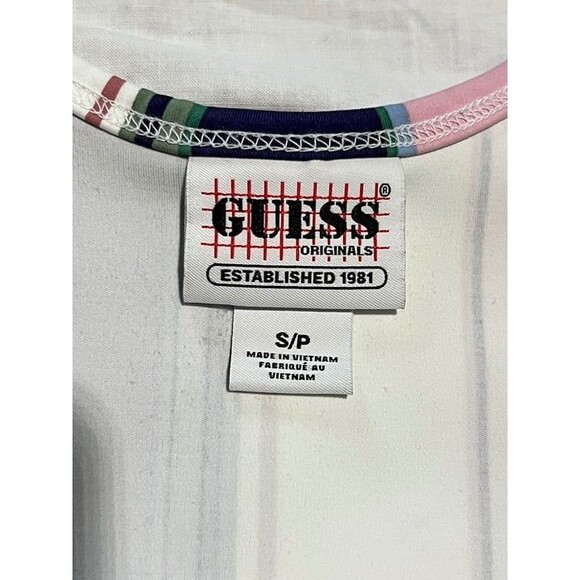 GUESS®
ORIGINALS
ESTABLISHED 1981
S/P
MADE IN VIETNAM
FABRIQUÉ AU
VIETNAM